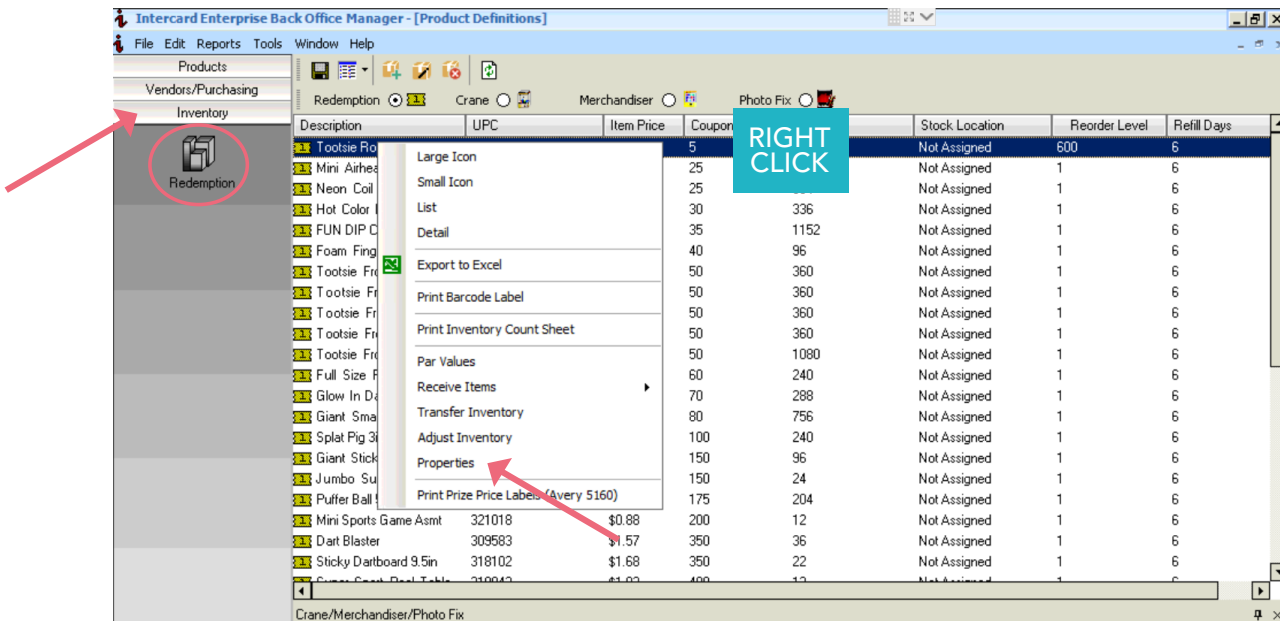 Intercard Enterprise Back Office Manager - [Product Definitions]
File Edit Reports Tools Window Help
Products
Vendors/Purchasing
Inventory
Redemption
Redemption Crane Merchandiser Photo Fix
Description UPC Item Price Coupon Stock Location Reorder Level Refill Days
RIGHT
CLICK
Tootsie Ro 5 Not Assigned 600 6
Mini Airhea 25 Not Assigned 1 6
Neon Coil 25 Not Assigned 1 6
Hot Color 30 336 Not Assigned 1 6
FUN DIP C 35 1152 Not Assigned 1 6
Foam Fing 40 96 Not Assigned 1 6
Tootsie Fro 50 360 Not Assigned 1 6
Tootsie Fr 50 360 Not Assigned 1 6
Tootsie Fr 50 360 Not Assigned 1 6
Tootsie Fro 50 360 Not Assigned 1 6
Tootsie Fro 50 1080 Not Assigned 1 6
Full Size F 60 240 Not Assigned 1 6
Glow In Da 70 288 Not Assigned 1 6
Giant Sma 80 756 Not Assigned 1 6
Splat Pig 3i 100 240 Not Assigned 1 6
Giant Stick 150 96 Not Assigned 1 6
Jumbo Su 150 24 Not Assigned 1 6
Puffer Ball 175 204 Not Assigned 1 6
Mini Sports Game Asmt 321018 $0.88 200 12 Not Assigned 1 6
Dart Blaster 309583 $1.57 350 36 Not Assigned 1 6
Sticky Dartboard 9.5in 318102 $1.68 350 22 Not Assigned 1 6
Large Icon
Small Icon
List
Detail
Export to Excel
Print Barcode Label
Print Inventory Count Sheet
Par Values
Receive Items
Transfer Inventory
Adjust Inventory
Properties
Print Prize Price Labels (Avery 5160)
Crane/Merchandiser/Photo Fix